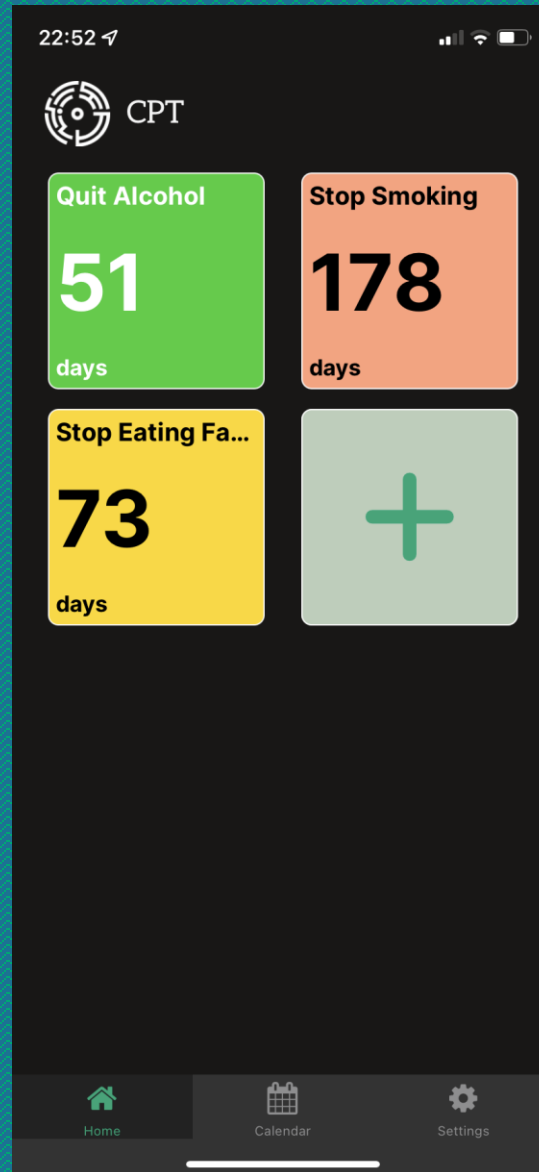 22:52
CPT
Quit Alcohol
51
days
Stop Smoking
178
days
Stop Eating Fa...
73
days
Home
Calendar
Settings